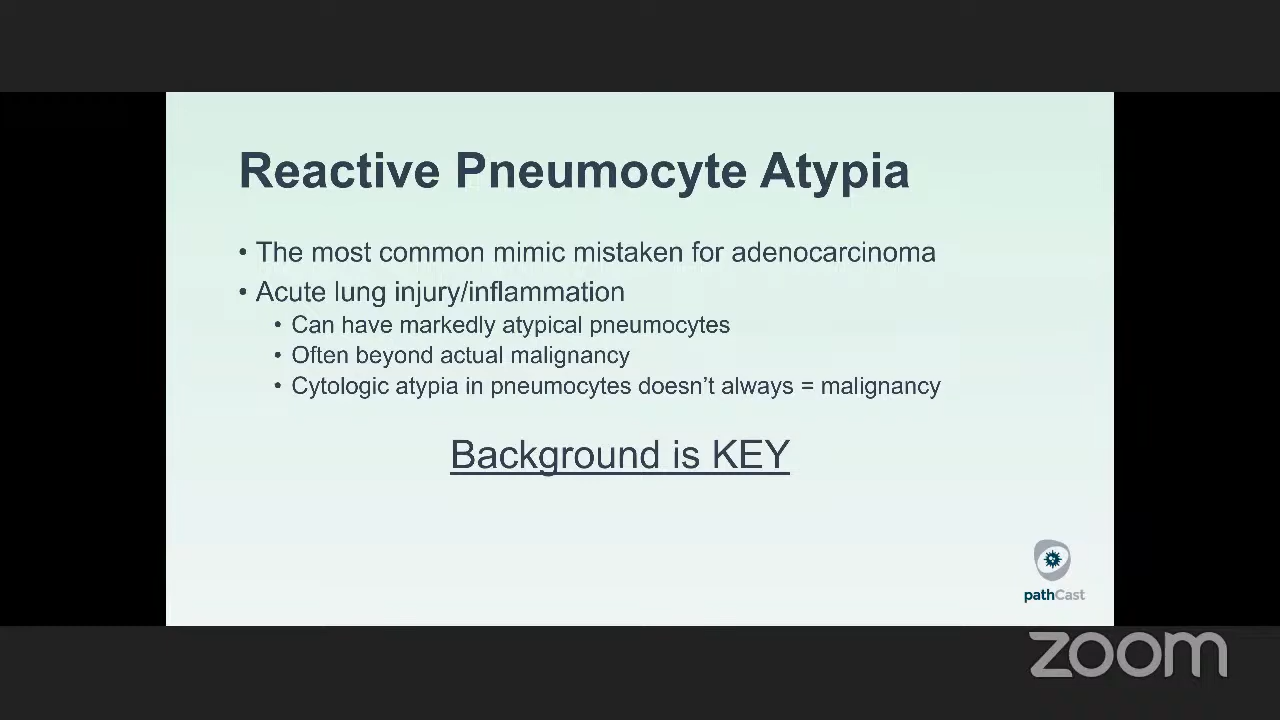 Reactive Pneumocyte Atypia
• The most common mimic mistaken for adenocarcinoma
• Acute lung injury/inflammation
• Can have markedly atypical pneumocytes
• Often beyond actual malignancy
• Cytologic atypia in pneumocytes doesn’t always = malignancy
Background is KEY
pathCast
zoom